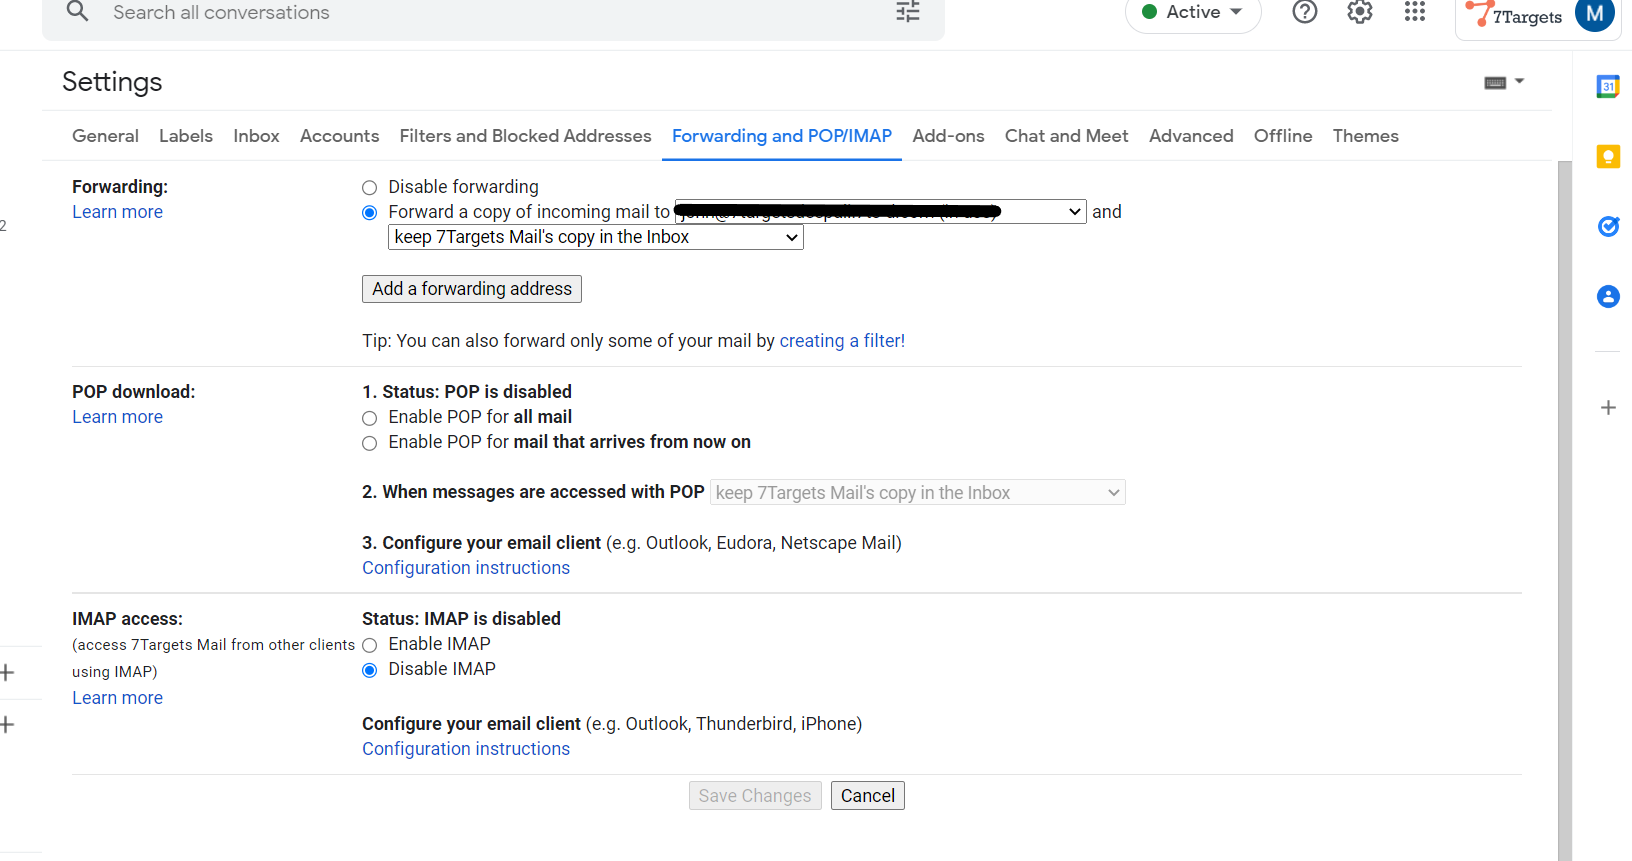 Search all conversations
Active
7Targets
M
Settings
General Labels Inbox Accounts Filters and Blocked Addresses Forwarding and POP/IMAP Add-ons Chat and Meet Advanced Offline Themes
31
Forwarding:
Learn more
Disable forwarding
2
Forward a copy of incoming mail to and
keep 7Targets Mail's copy in the Inbox
Add a forwarding address
Tip: You can also forward only some of your mail by creating a filter!
POP download:
Learn more
1. Status: POP is disabled
Enable POP for all mail
Enable POP for mail that arrives from now on
2. When messages are accessed with POP keep 7Targets Mail's copy in the Inbox
3. Configure your email client (e.g. Outlook, Eudora, Netscape Mail)
Configuration instructions
IMAP access:
(access 7Targets Mail from other clients
using IMAP)
Learn more
Status: IMAP is disabled
Enable IMAP
Disable IMAP
Configure your email client (e.g. Outlook, Thunderbird, iPhone)
Configuration instructions
Save Changes Cancel